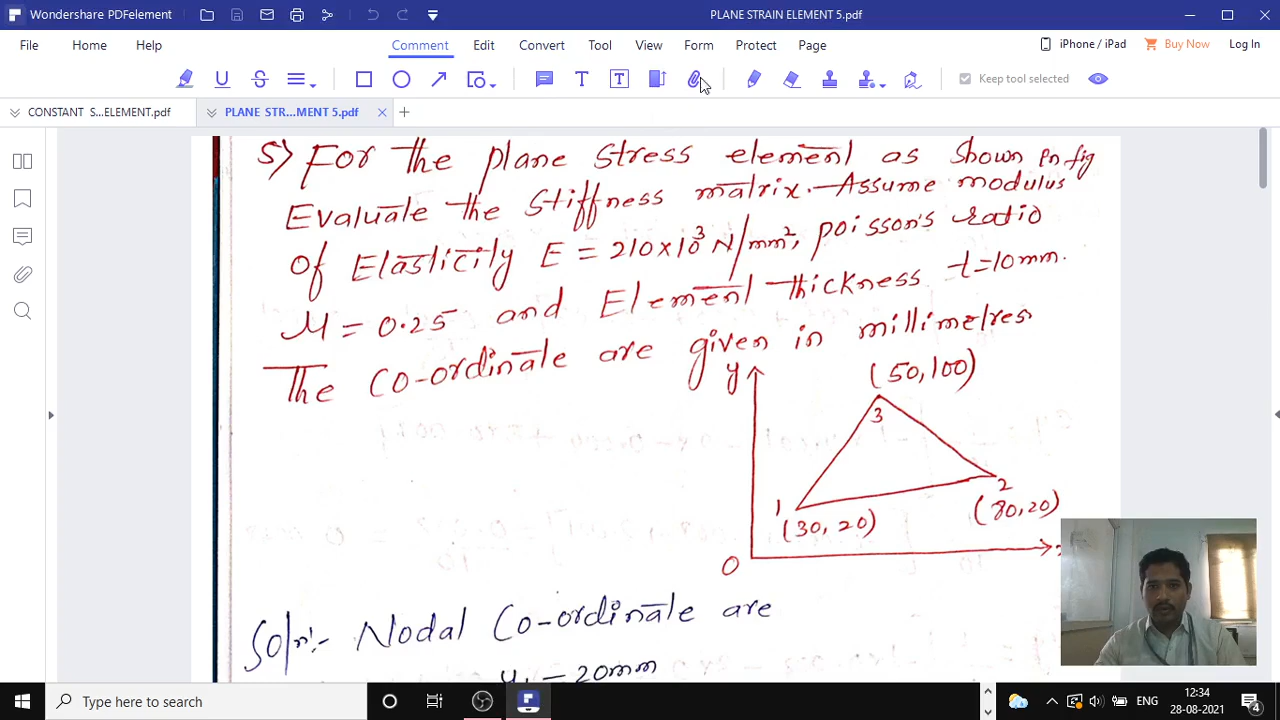 Wondershare PDFelement
PLANE STRAIN ELEMENT 5.pdf
File Home Help Comment Edit Convert Tool View Form Protect Page iPhone / iPad Buy Now Log In
Keep tool selected
CONSTANT S...ELEMENT.pdf PLANE STR...MENT 5.pdf
5) For the plane stress element as shown in fig
Evaluate the stiffness matrix. Assume modulus
Of Elasticity E = 210×10³ N/mm², poisson's ratio
μ = 0.25 and Element thickness t=10mm.
The Co-ordinate are given in millimetres
y
(50,100)
3
1
2
(30, 20)
(80,20)
0
Soln:- Nodal Co-ordinate are
y₁ = 20mm
Type here to search
ENG
12:34
28-08-2021
4